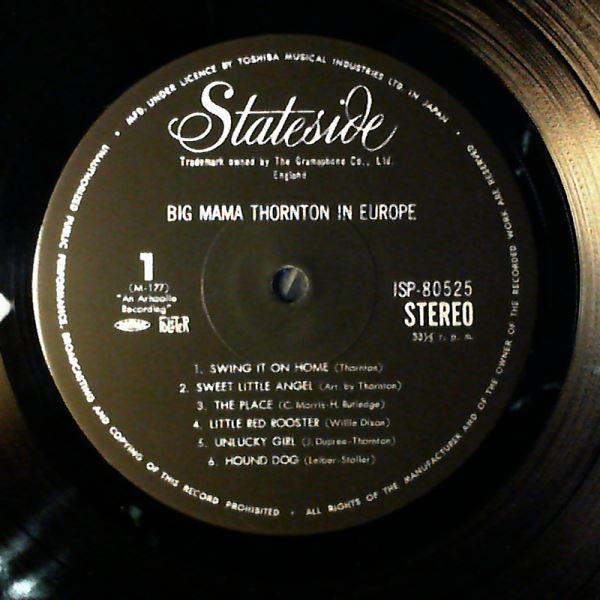 MFD. UNDER LICENCE BY TOSHIBA MUSICAL INDUSTRIES LTD. IN JAPAN
Stateside
Trademark owned by The Gramophone Co., Ltd.
England
BIG MAMA THORNTON IN EUROPE
1
(M-177)
"An Arhoolie
Recording"
ISP-80525
STEREO
33⅓ r. p. m.
1. SWING IT ON HOME (Thornton)
2. SWEET LITTLE ANGEL (Arr. by Thornton)
3. THE PLACE (C. Morris-H. Rutledge)
4. LITTLE RED ROOSTER (Willie Dixon)
5. UNLUCKY GIRL (J. Dupree-Thornton)
6. HOUND DOG (Leiber-Stoller)
UNAUTHORIZED PUBLIC PERFORMANCE, BROADCASTING AND COPYING OF THIS RECORD PROHIBITED
ALL RIGHTS OF THE MANUFACTURER AND OF THE OWNER OF THE RECORDED WORK ARE RESERVED